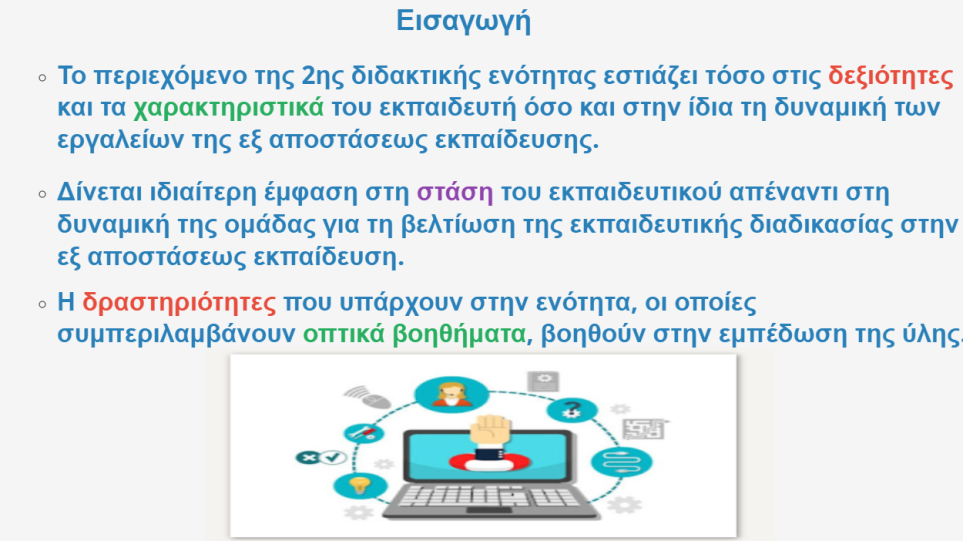 Εισαγωγή
Το περιεχόμενο της 2ης διδακτικής ενότητας εστιάζει τόσο στις δεξιότητες
και τα χαρακτηριστικά του εκπαιδευτή όσο και στην ίδια τη δυναμική των
εργαλείων της εξ αποστάσεως εκπαίδευσης.
Δίνεται ιδιαίτερη έμφαση στη στάση του εκπαιδευτικού απέναντι στη
δυναμική της ομάδας για τη βελτίωση της εκπαιδευτικής διαδικασίας στην
εξ αποστάσεως εκπαίδευση.
Η δραστηριότητες που υπάρχουν στην ενότητα, οι οποίες
συμπεριλαμβάνουν οπτικά βοηθήματα, βοηθούν στην εμπέδωση της ύλης.